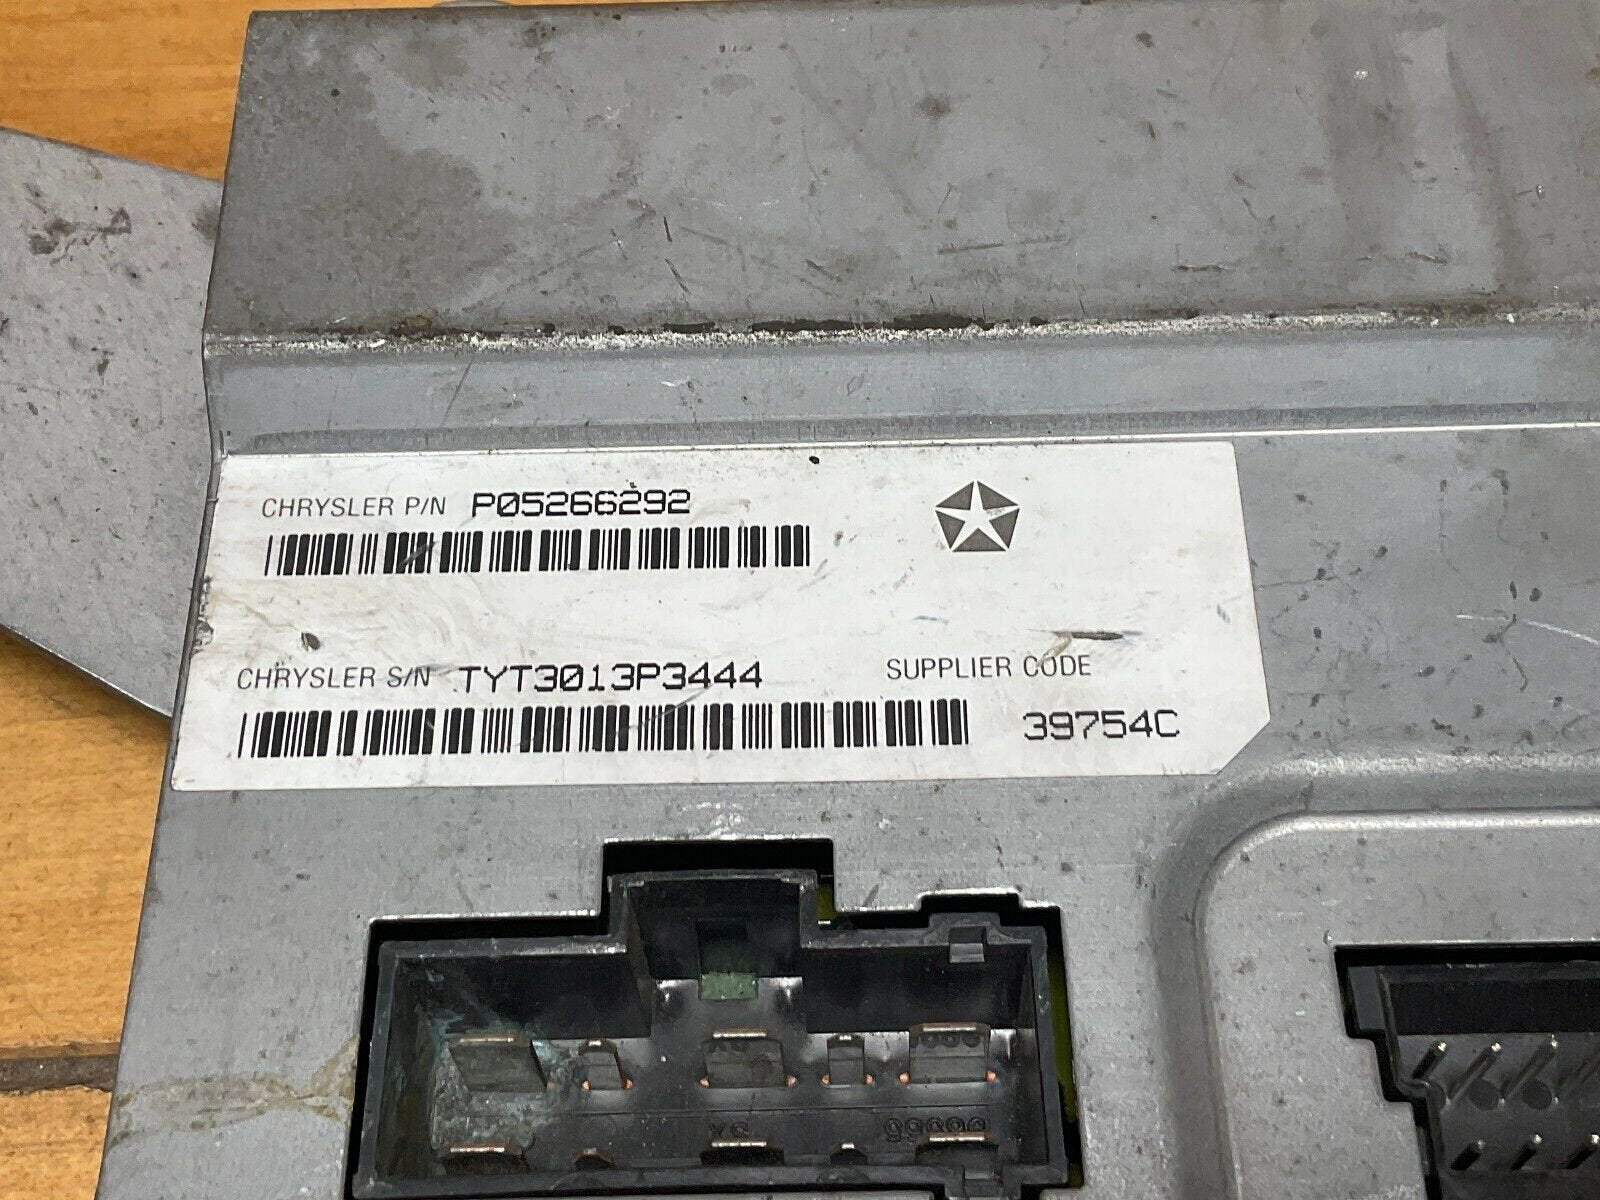 CHRYSLER P/N P05266292
CHRYSLER S/N TYT3013P3444
SUPPLIER CODE
39754C